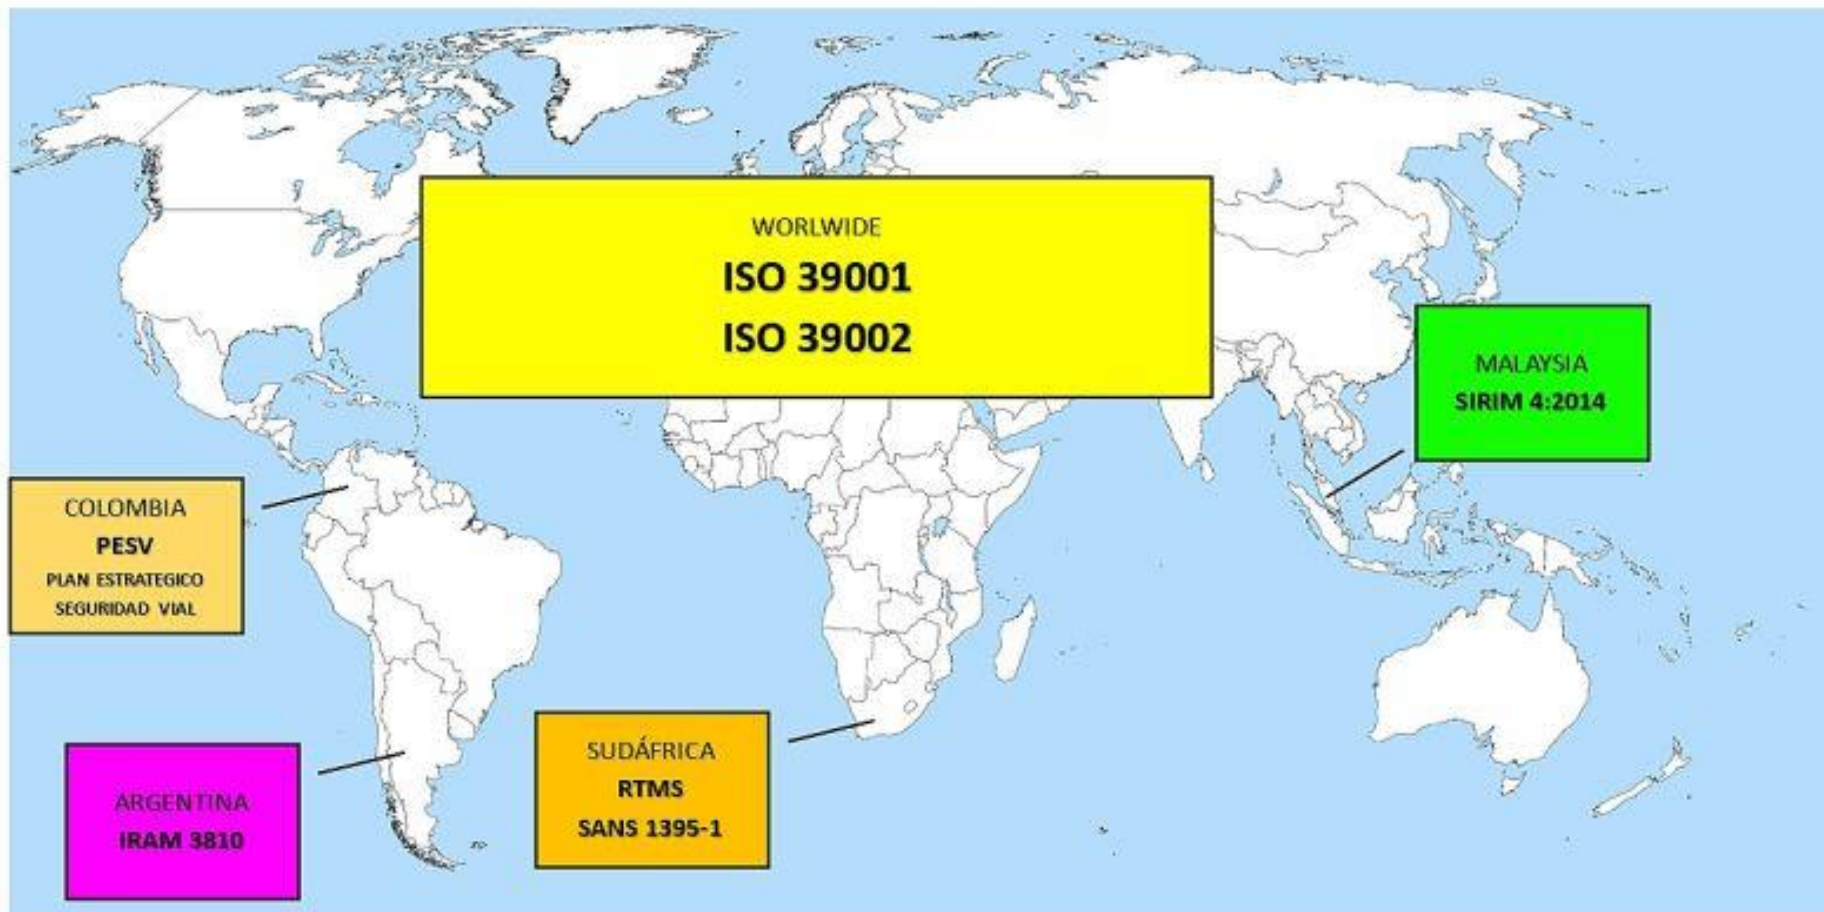 WORLWIDE
ISO 39001
ISO 39002
MALAYSIA
SIRIM 4:2014
COLOMBIA
PESV
PLAN ESTRATEGICO
SEGURIDAD VIAL
SUDÁFRICA
RTMS
SANS 1395-1
ARGENTINA
IRAM 3810